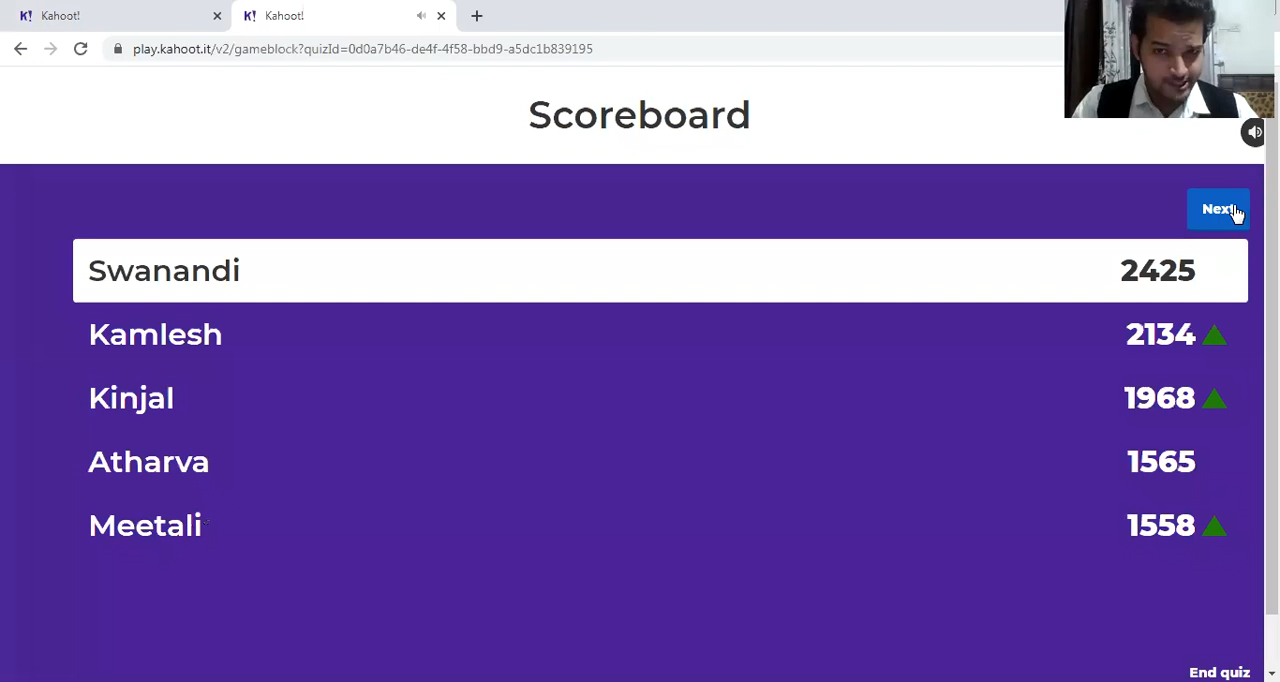 K! Kahoot!
K! Kahoot!
play.kahoot.it/v2/gameblock?quizId=0d0a7b46-de4f-4f58-bbd9-a5dc1b839195
Scoreboard
Next
Swanandi 2425
Kamlesh 2134
Kinjal 1968
Atharva 1565
Meetali 1558
End quiz